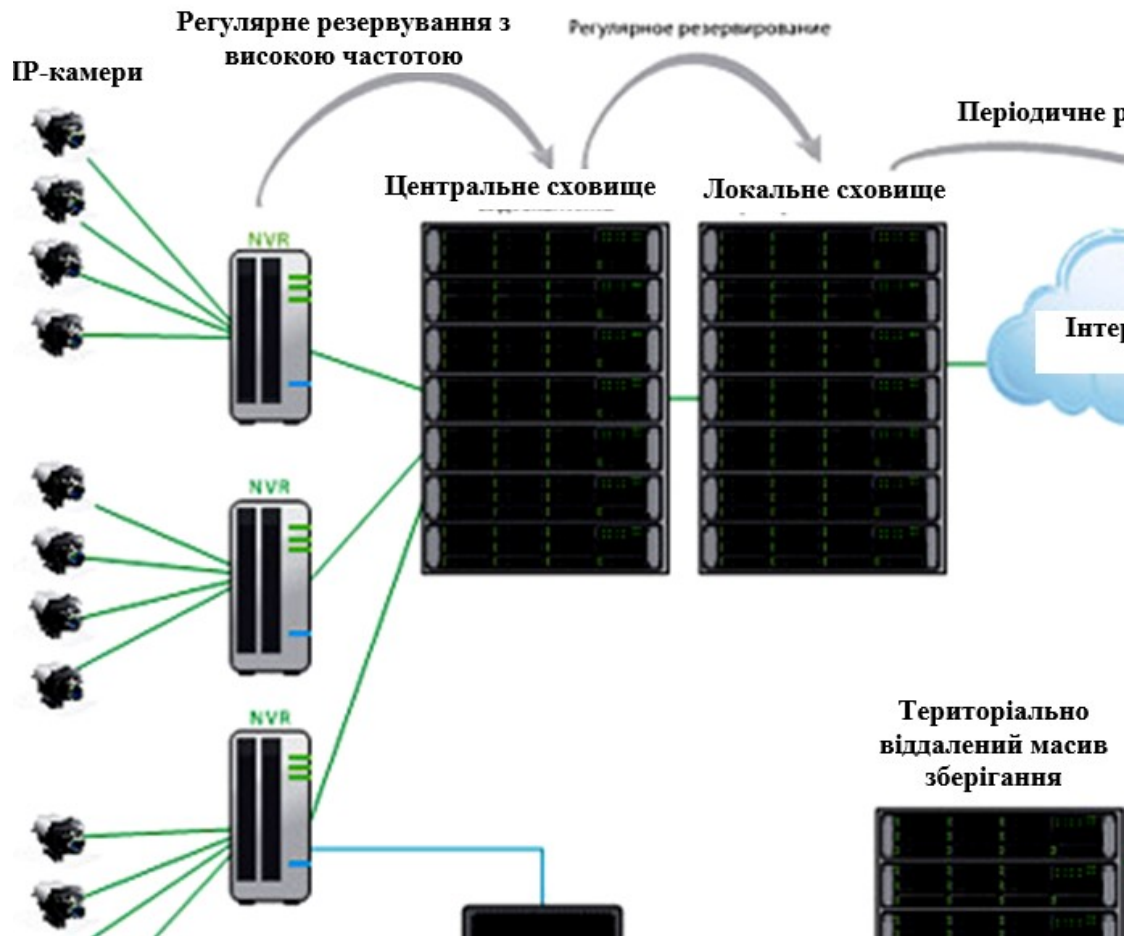 Регулярне резервування з
високою частотою
Регулярное резервирование
IP-камери
Періодичне р
Центральне сховище
Локальне сховище
NVR
Інтер
NVR
NVR
Територіально
віддалений масив
зберігання